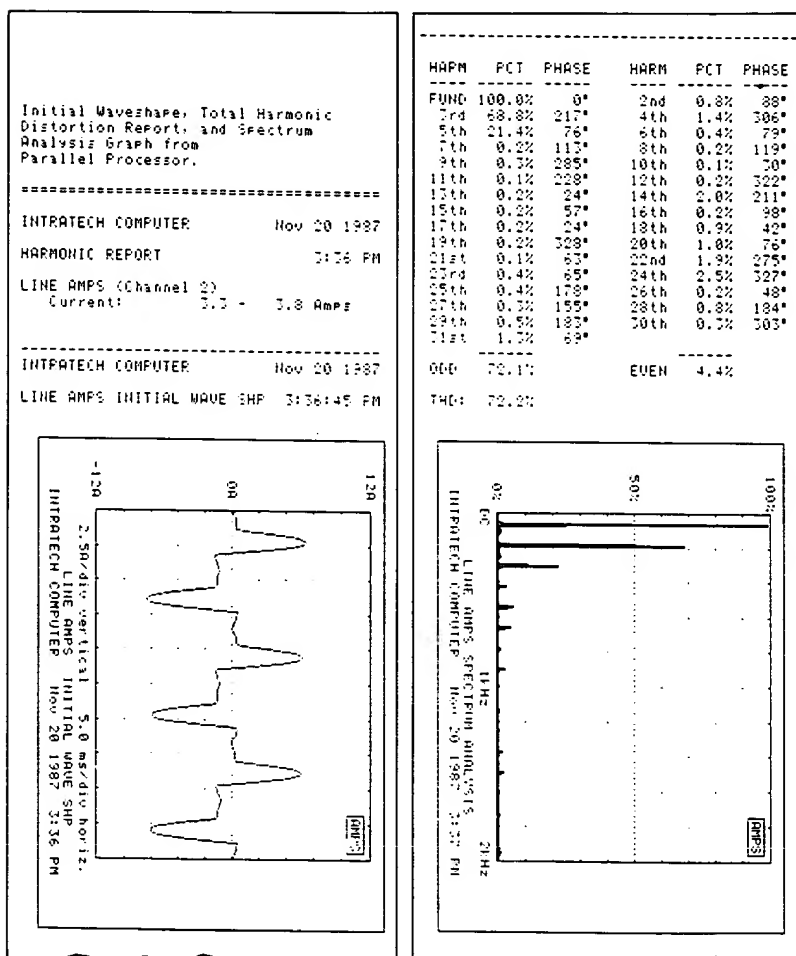 Initial Waveshape, Total Harmonic
Distortion Report, and Spectrum
Analysis Graph from
Parallel Processor.
====================================
INTRATECH COMPUTER Nov 20 1987
HARMONIC REPORT 3:36 PM
LINE AMPS (Channel 2)
Current: 3.3 - 3.8 Amps
------------------------------------
INTRATECH COMPUTER Nov 20 1987
LINE AMPS INITIAL WAVE SHP 3:36:45 PM
12A
0A
-12A
AMPS
2.5A/div vertical 5.0 ms/div horiz.
LINE AMPS INITIAL WAVE SHP
INTRATECH COMPUTER Nov 20 1987 3:36 PM
------------------------------------
HARM PCT PHASE HARM PCT PHASE
FUND 100.0% 0° 2nd 0.8% 88°
3rd 68.8% 217° 4th 1.4% 306°
5th 21.4% 76° 6th 0.4% 79°
7th 0.2% 113° 8th 0.2% 119°
9th 0.3% 285° 10th 0.1% 30°
11th 0.1% 228° 12th 0.2% 322°
13th 0.2% 24° 14th 2.0% 211°
15th 0.2% 57° 16th 0.2% 98°
17th 0.2% 24° 18th 0.9% 42°
19th 0.2% 328° 20th 1.0% 76°
21st 0.1% 63° 22nd 1.9% 275°
23rd 0.4% 65° 24th 2.5% 327°
25th 0.4% 178° 26th 0.2% 48°
27th 0.3% 155° 28th 0.8% 184°
29th 0.5% 183° 30th 0.3% 303°
31st 1.3% 69°
ODD 72.1% EVEN 4.4%
THD: 72.2%
100%
50%
0%
DC 1kHz 2kHz
AMPS
LINE AMPS SPECTRUM ANALYSIS
INTRATECH COMPUTER Nov 20 1987 3:37 PM